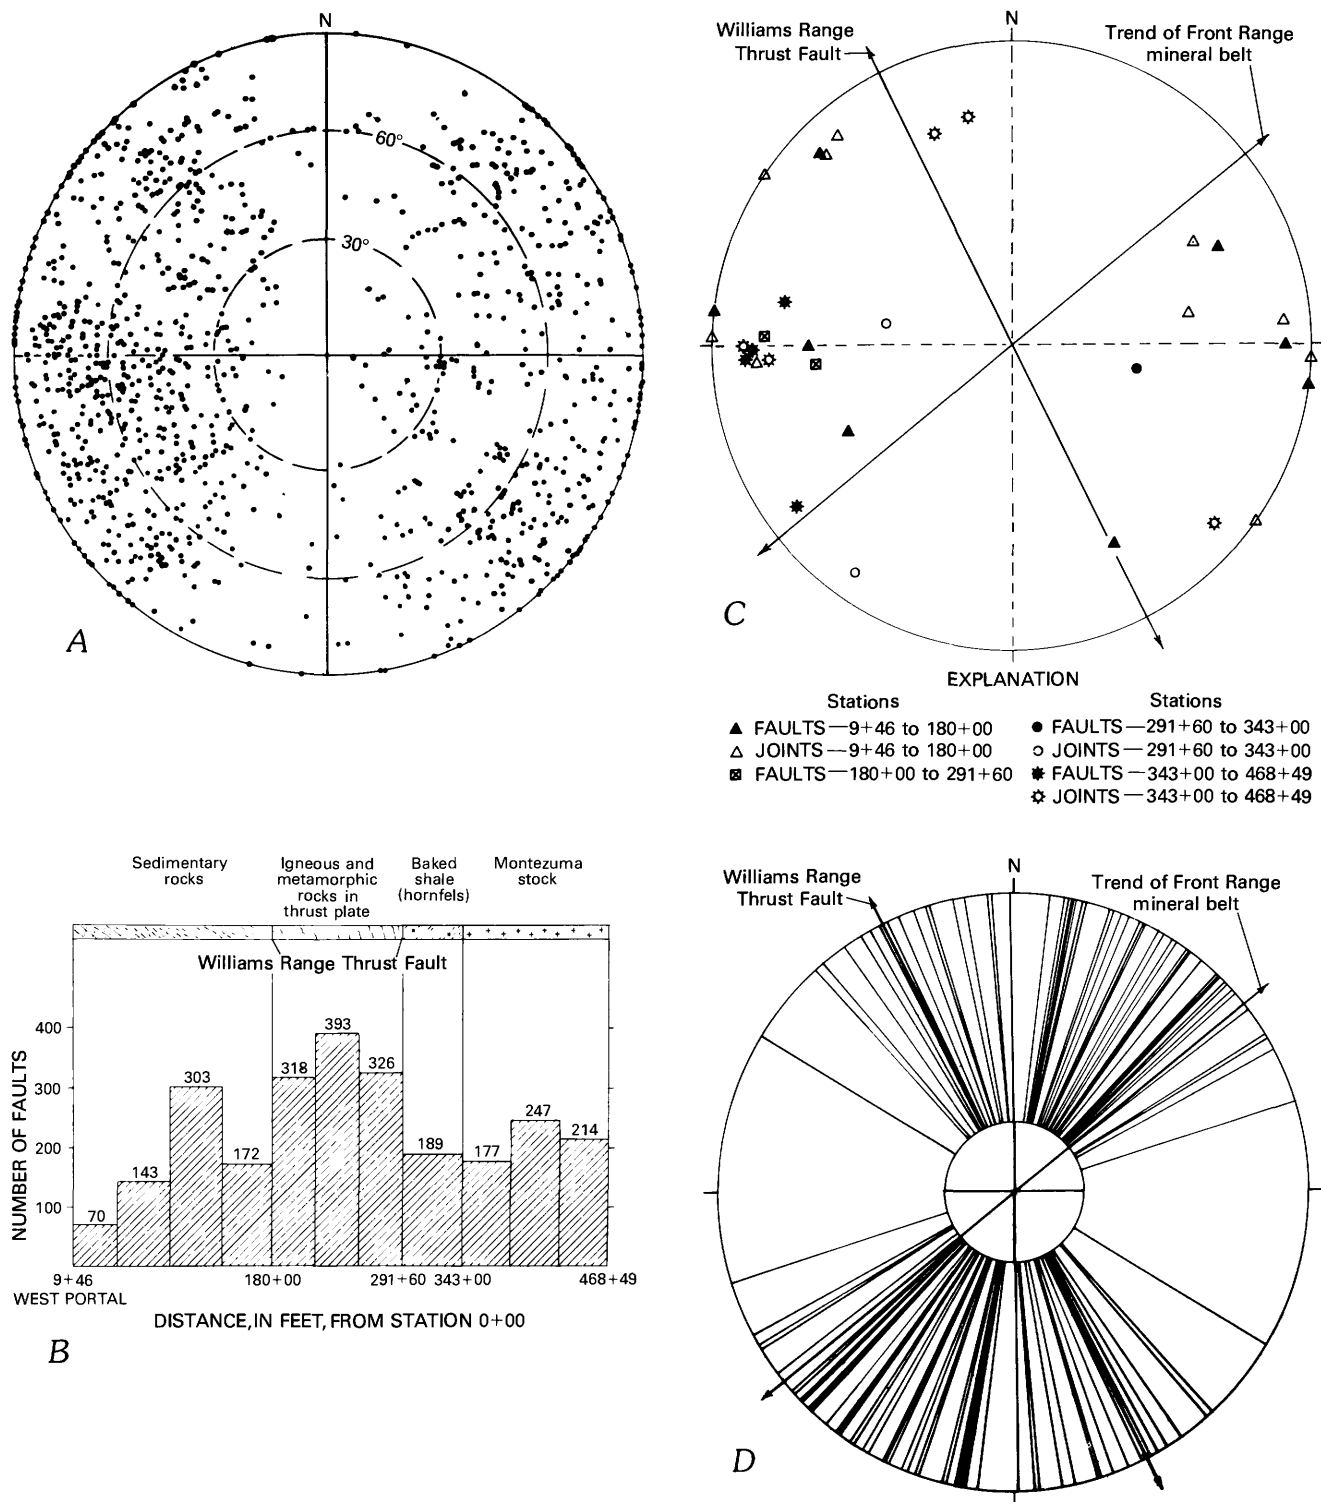 N
60°
30°
A
Williams Range
Thrust Fault
N
Trend of Front Range
mineral belt
C
EXPLANATION
Stations
FAULTS—9+46 to 180+00
JOINTS—9+46 to 180+00
FAULTS—180+00 to 291+60
Stations
FAULTS—291+60 to 343+00
JOINTS—291+60 to 343+00
FAULTS—343+00 to 468+49
JOINTS—343+00 to 468+49
Sedimentary
rocks
Igneous and
metamorphic
rocks in
thrust plate
Baked
shale
(hornfels)
Montezuma
stock
Williams Range Thrust Fault
NUMBER OF FAULTS
400
300
200
100
70
143
303
172
318
393
326
189
177
247
214
9+46
WEST PORTAL
180+00
291+60
343+00
468+49
DISTANCE, IN FEET, FROM STATION 0+00
B
Williams Range
Thrust Fault
N
Trend of Front Range
mineral belt
D